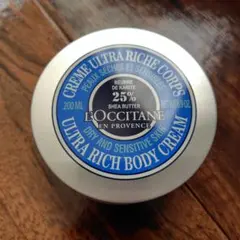 CREME ULTRA RICHE CORPS
PEAUX SÈCHES ET SENSIBLES
200 ML
BEURRE
DE KARITÉ
25%
SHEA BUTTER
L'OCCITANE
EN PROVENCE
DRY AND SENSITIVE SKIN
ULTRA RICH BODY CREAM